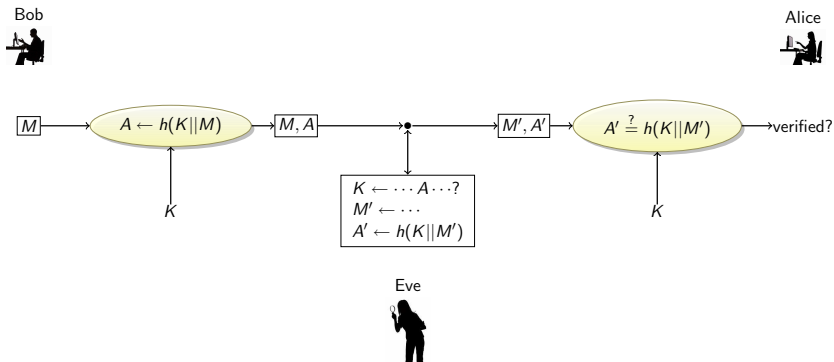 Bob
Alice
M
A ← h(K||M)
M, A
M′, A′
A′ ≟ h(K||M′)
verified?
K ← ··· A ···?
M′ ← ···
A′ ← h(K||M′)
K
K
Eve